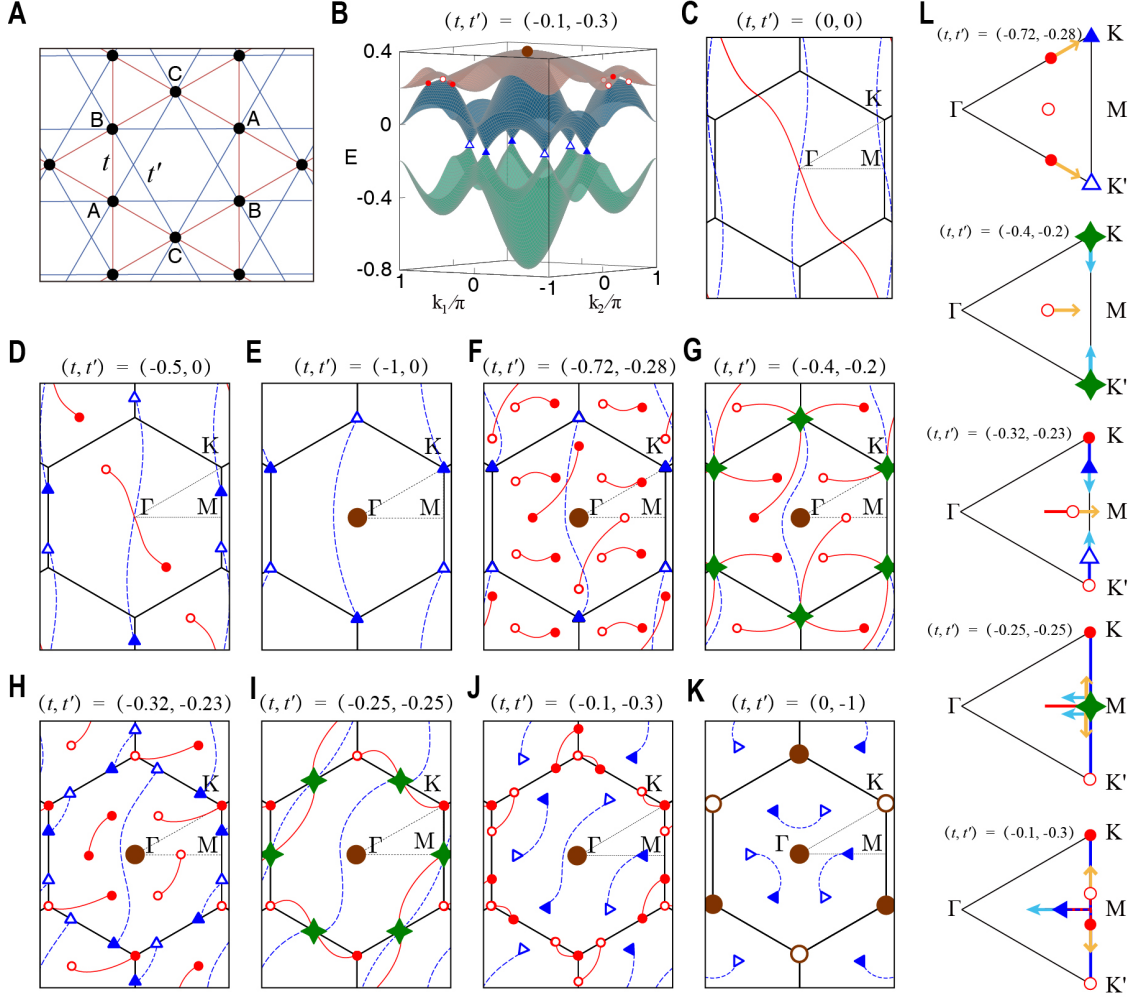 A
C
B
A
t
t′
A
B
C
B
(t, t′) = (-0.1, -0.3)
0.4
0
E
-0.4
-0.8
1
0
-1
0
1
k₁/π
k₂/π
C
(t, t′) = (0, 0)
K
Γ
M
L
(t, t′) = (-0.72, -0.28)
K
Γ
M
K'
(t, t′) = (-0.4, -0.2)
K
Γ
M
K'
(t, t′) = (-0.32, -0.23)
K
Γ
M
K'
(t, t′) = (-0.25, -0.25)
K
Γ
M
K'
(t, t′) = (-0.1, -0.3)
K
Γ
M
K'
D
(t, t′) = (-0.5, 0)
K
Γ
M
E
(t, t′) = (-1, 0)
K
Γ
M
F
(t, t′) = (-0.72, -0.28)
K
Γ
M
G
(t, t′) = (-0.4, -0.2)
K
Γ
M
H
(t, t′) = (-0.32, -0.23)
K
Γ
M
I
(t, t′) = (-0.25, -0.25)
K
Γ
M
J
(t, t′) = (-0.1, -0.3)
K
Γ
M
K
(t, t′) = (0, -1)
K
Γ
M